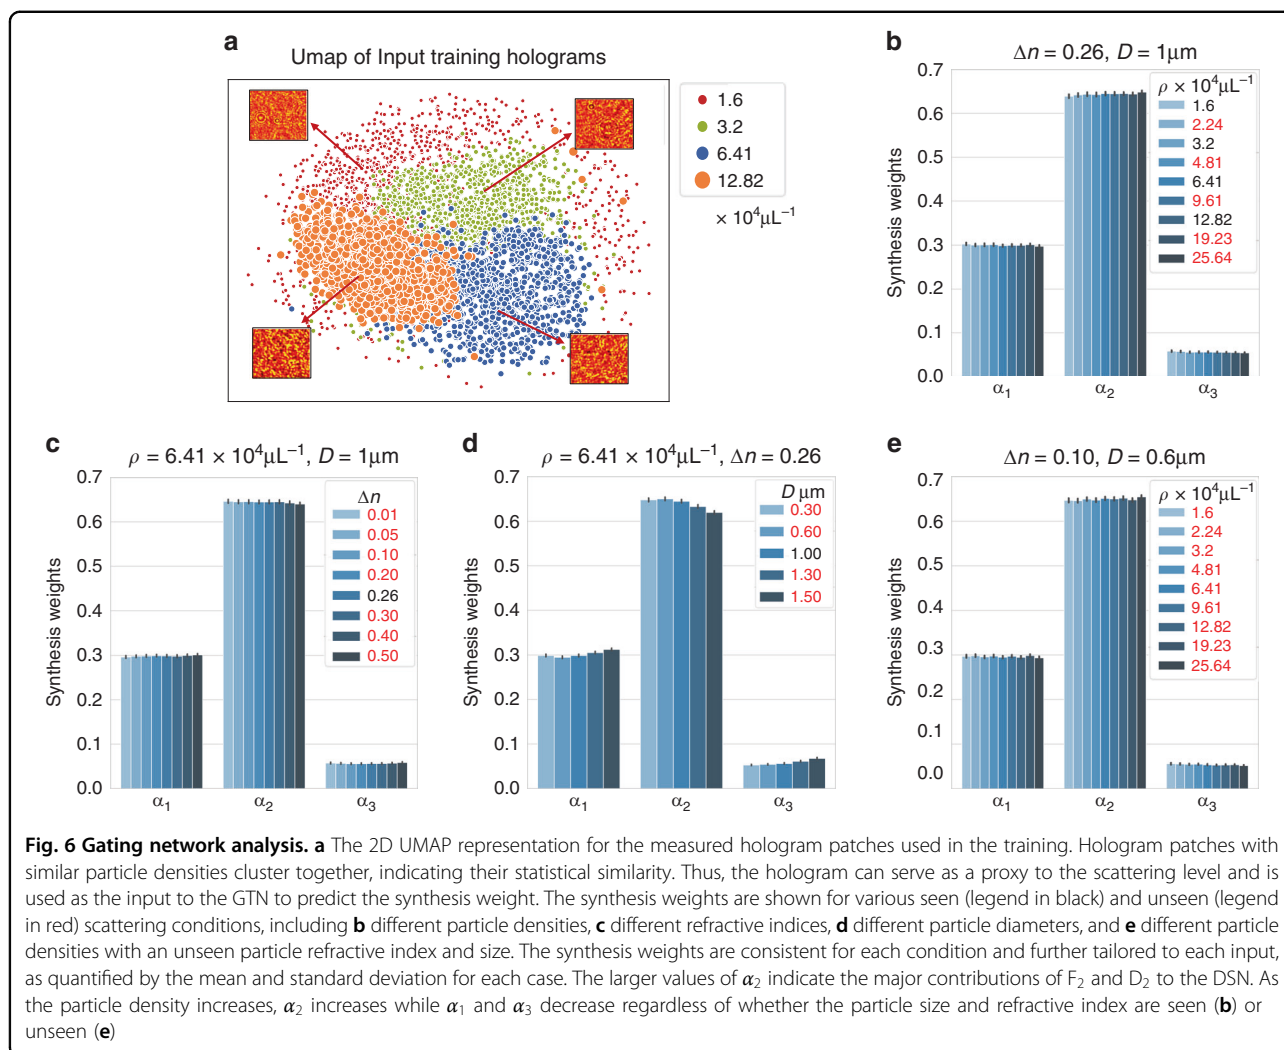 a
Umap of Input training holograms
1.6
3.2
6.41
12.82
× 10⁴μL⁻¹
b
Δn = 0.26, D = 1μm
Synthesis weights
0.7
0.6
0.5
0.4
0.3
0.2
0.1
0.0
α₁
α₂
α₃
ρ × 10⁴μL⁻¹
1.6
2.24
3.2
4.81
6.41
9.61
12.82
19.23
25.64
c
ρ = 6.41 × 10⁴μL⁻¹, D = 1μm
Synthesis weights
0.7
0.6
0.5
0.4
0.3
0.2
0.1
0.0
α₁
α₂
α₃
Δn
0.01
0.05
0.10
0.20
0.26
0.30
0.40
0.50
d
ρ = 6.41 × 10⁴μL⁻¹, Δn = 0.26
Synthesis weights
0.7
0.6
0.5
0.4
0.3
0.2
0.1
0.0
α₁
α₂
α₃
D μm
0.30
0.60
1.00
1.30
1.50
e
Δn = 0.10, D = 0.6μm
Synthesis weights
0.7
0.6
0.5
0.4
0.3
0.2
0.1
0.0
α₁
α₂
α₃
ρ × 10⁴μL⁻¹
1.6
2.24
3.2
4.81
6.41
9.61
12.82
19.23
25.64
Fig. 6 Gating network analysis. a The 2D UMAP representation for the measured hologram patches used in the training. Hologram patches with
similar particle densities cluster together, indicating their statistical similarity. Thus, the hologram can serve as a proxy to the scattering level and is
used as the input to the GTN to predict the synthesis weight. The synthesis weights are shown for various seen (legend in black) and unseen (legend
in red) scattering conditions, including b different particle densities, c different refractive indices, d different particle diameters, and e different particle
densities with an unseen particle refractive index and size. The synthesis weights are consistent for each condition and further tailored to each input,
as quantified by the mean and standard deviation for each case. The larger values of α₂ indicate the major contributions of F₂ and D₂ to the DSN. As
the particle density increases, α₂ increases while α₁ and α₃ decrease regardless of whether the particle size and refractive index are seen (b) or
unseen (e)